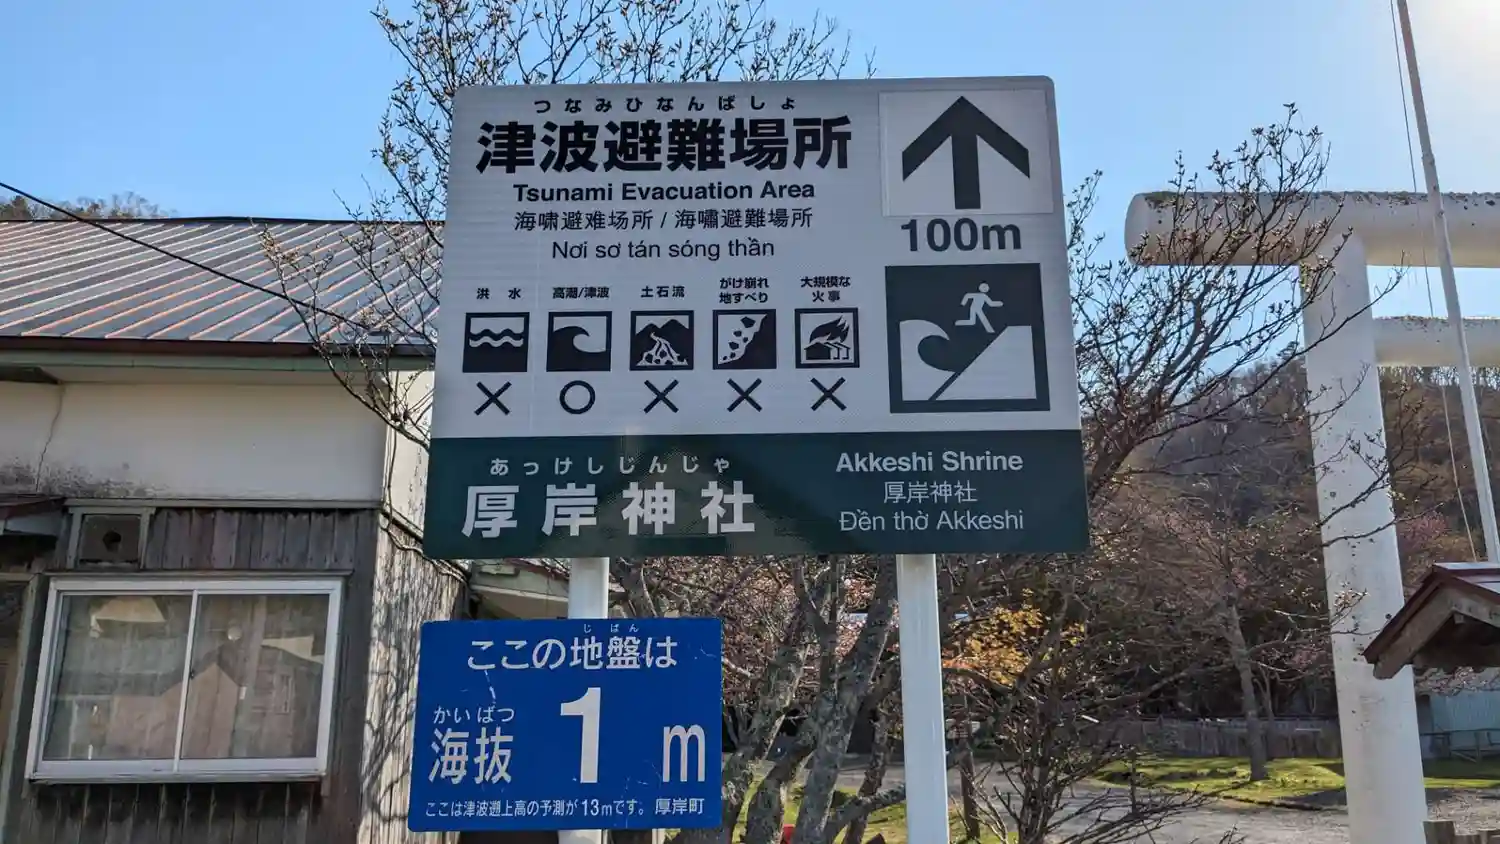 つなみひなんばしょ
津波避難場所
Tsunami Evacuation Area
海啸避难场所 / 海嘯避難場所
Nơi sơ tán sóng thần
100m
洪 水
高潮/津波
土石流
がけ崩れ
地すべり
大規模な
火事
あっけしじんじゃ
厚岸神社
Akkeshi Shrine
厚岸神社
Đền thờ Akkeshi
じばん
ここの地盤は
かいばつ
海抜 1m
ここは津波遡上高の予測が13mです。 厚岸町